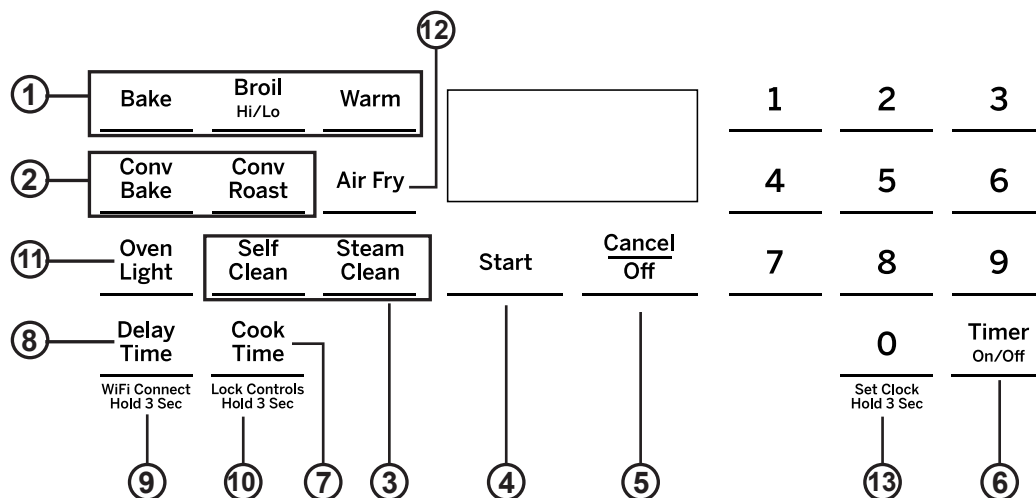 12
1
Bake
Broil
Hi/Lo
Warm
1
2
3
2
Conv
Bake
Conv
Roast
Air Fry
4
5
6
11
Oven
Light
Self
Clean
Steam
Clean
Start
Cancel
Off
7
8
9
8
Delay
Time
Cook
Time
0
Timer
On/Off
WiFi Connect
Hold 3 Sec
Lock Controls
Hold 3 Sec
Set Clock
Hold 3 Sec
9
10
7
3
4
5
13
6